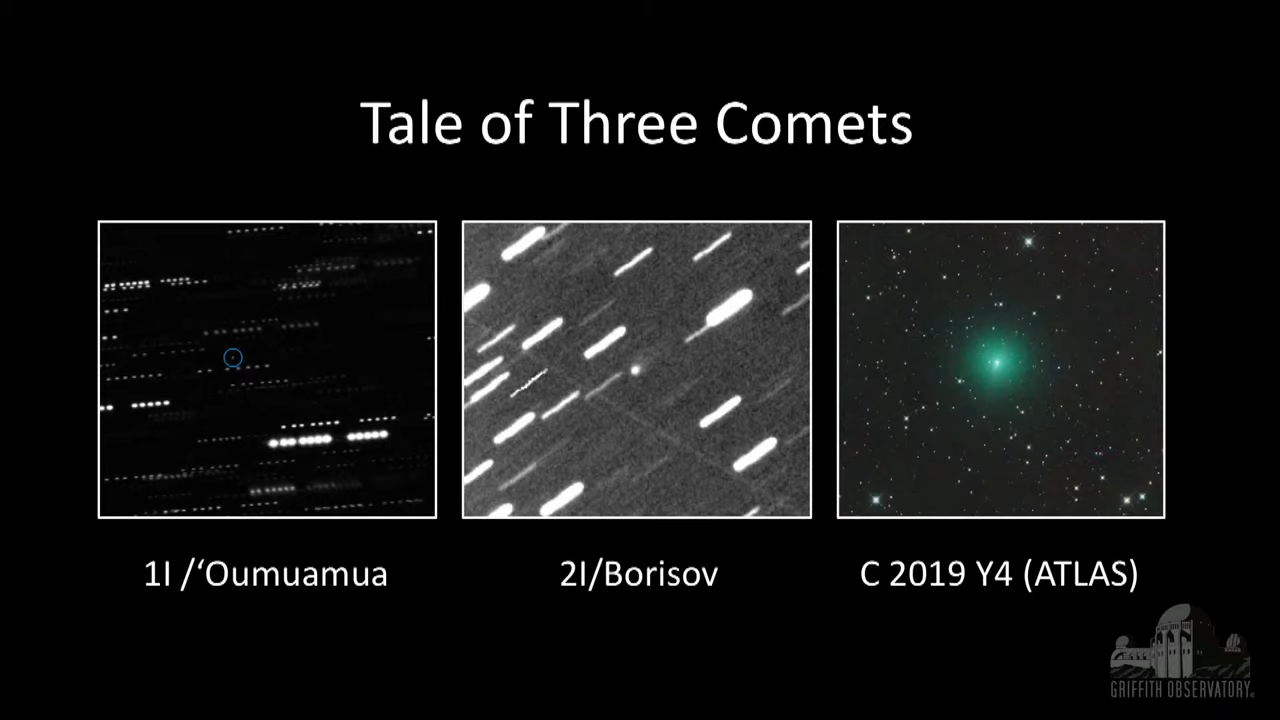 Tale of Three Comets
1I /‘Oumuamua
2I/Borisov
C 2019 Y4 (ATLAS)
GRIFFITH OBSERVATORY